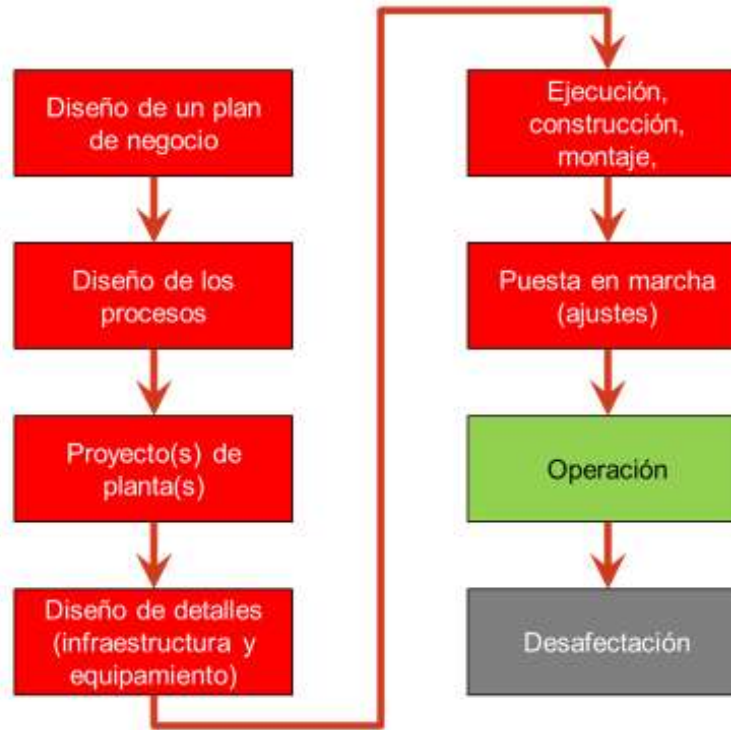 Diseño de un plan
de negocio
Diseño de los
procesos
Proyecto(s) de
planta(s)
Diseño de detalles
(infraestructura y
equipamiento)
Ejecución,
construcción,
montaje,
Puesta en marcha
(ajustes)
Operación
Desafectación